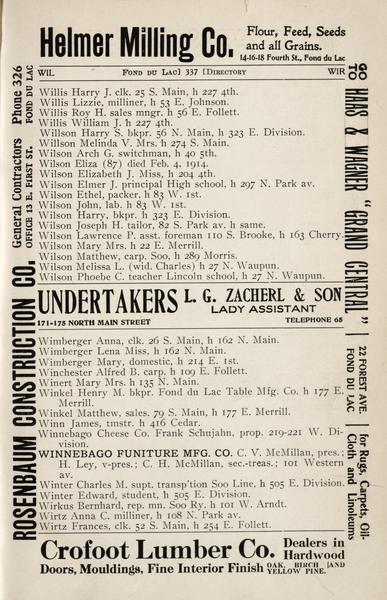 Helmer Milling Co.
Flour, Feed, Seeds
and all Grains.
14-16-18 Fourth St., Fond du Lac
WIL FOND DU LAC] 337 [DIRECTORY WIR
Willis Harry J. clk. 25 S. Main, h 227 4th.
Willis Lizzie, milliner, h 53 E. Johnson.
Willis Roy H. sales mngr. h 56 E. Follett.
Willis William J. h 227 4th.
Willson Harry S. bkpr. 56 N. Main, h 323 E. Division.
Willson Melinda V. Mrs. h 274 S. Main.
Wilson Arch G. switchman, h 40 5th.
Wilson Eliza (87) died Feb. 4, 1914.
Wilson Elizabeth J. Miss, h 204 4th.
Wilson Elmer J. principal High school, h 297 N. Park av.
Wilson Ethel, packer, h 83 W. 1st.
Wilson John, lab. h 83 W. 1st.
Wilson Harry, bkpr. h 323 E. Division.
Wilson Joseph H. tailor, 82 S. Park av. h same.
Wilson Lawrence P. asst. foreman 110 S. Brooke, h 163 Cherry.
Wilson Mary Mrs. h 22 E. Merrill.
Wilson Matthew, carp. Soo, h 289 Morris.
Wilson Melissa L. (wid. Charles) h 27 N. Waupun.
Wilson Phoebe C. teacher Lincoln school, h 27 N. Waupun.
UNDERTAKERS L. G. ZACHERL & SON
LADY ASSISTANT
171-175 NORTH MAIN STREET TELEPHONE 65
Wimberger Anna, clk. 26 S. Main, h 162 N. Main.
Wimberger Lena Miss, h 162 N. Main.
Wimberger Mary, domestic, h 214 E. 1st.
Winchester Alfred B. carp. h 109 E. Follett.
Winert Mary Mrs. h 135 N. Main.
Winkel Henry M. bkpr. Fond du Lac Table Mfg. Co. h 177 E.
Merrill.
Winkel Matthew, sales. 79 S. Main, h 177 E. Merrill.
Winn James, tmstr. h 416 Cedar.
Winnebago Cheese Co. Frank Schujahn, prop. 219-221 W. Di-
vision.
WINNEBAGO FUNITURE MFG. CO. C. V. McMillan, pres.;
H. Ley, v-pres.; C. H. McMillan, sec.-treas.; 101 Western
av.
Winter Charles M. supt. transp'tion Soo Line, h 505 E. Division.
Winter Edward, student, h 505 E. Division.
Wirkus Bernhard, rep. mn. Soo Ry. h 101 W. Arndt.
Wirtz Anna C. milliner, h 108 N. Park av.
Wirtz Frances, clk. 52 S. Main, h 254 E. Follett.
Crofoot Lumber Co. Dealers in
Hardwood
Doors, Mouldings, Fine Interior Finish OAK, BIRCH AND
YELLOW PINE.
ROSENBAUM CONSTRUCTION CO.
General Contractors Phone 326
OFFICE 13 E. FIRST ST. FOND DU LAC
GO TO HAAS & WAGNER "GRAND CENTRAL"
22 FOREST AVE.
FOND DU LAC
for Rugs, Carpets, Oil-
Cloth and Linoleums